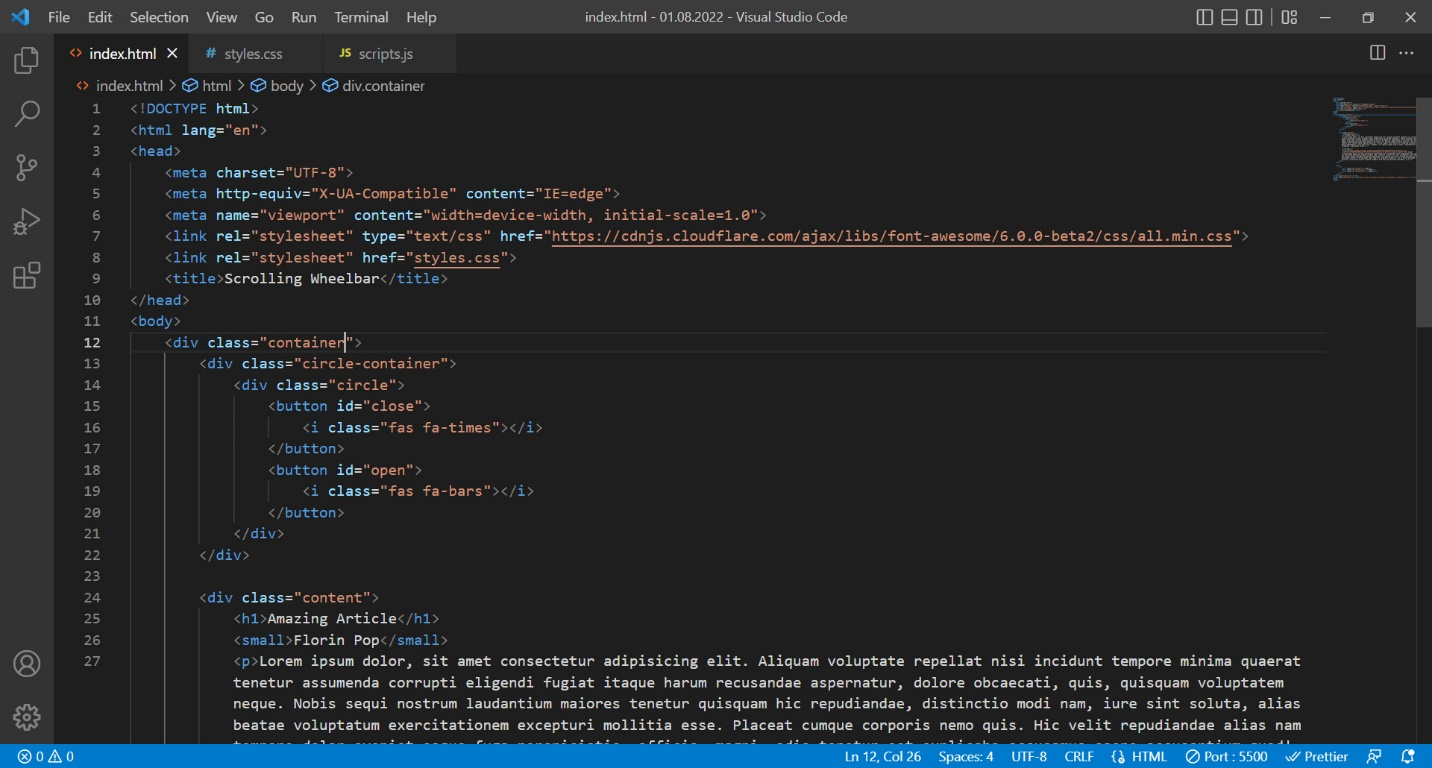 File Edit Selection View Go Run Terminal Help
index.html - 01.08.2022 - Visual Studio Code
index.html
# styles.css
JS scripts.js
index.html > html > body > div.container
1 <!DOCTYPE html>
2 <html lang="en">
3 <head>
4 <meta charset="UTF-8">
5 <meta http-equiv="X-UA-Compatible" content="IE=edge">
6 <meta name="viewport" content="width=device-width, initial-scale=1.0">
7 <link rel="stylesheet" type="text/css" href="https://cdnjs.cloudflare.com/ajax/libs/font-awesome/6.0.0-beta2/css/all.min.css">
8 <link rel="stylesheet" href="styles.css">
9 <title>Scrolling Wheelbar</title>
10 </head>
11 <body>
12 <div class="container">
13 <div class="circle-container">
14 <div class="circle">
15 <button id="close">
16 <i class="fas fa-times"></i>
17 </button>
18 <button id="open">
19 <i class="fas fa-bars"></i>
20 </button>
21 </div>
22 </div>
23
24 <div class="content">
25 <h1>Amazing Article</h1>
26 <small>Florin Pop</small>
27 <p>Lorem ipsum dolor, sit amet consectetur adipisicing elit. Aliquam voluptate repellat nisi incidunt tempore minima quaerat
tenetur assumenda corrupti eligendi fugiat itaque harum recusandae aspernatur, dolore obcaecati, quis, quisquam voluptatem
neque. Nobis sequi nostrum laudantium maiores tenetur quisquam hic repudiandae, distinctio modi nam, iure sint soluta, alias
beatae voluptatum exercitationem excepturi mollitia esse. Placeat cumque corporis nemo quis. Hic velit repudiandae alias nam
0 0
Ln 12, Col 26 Spaces: 4 UTF-8 CRLF HTML Port : 5500 Prettier